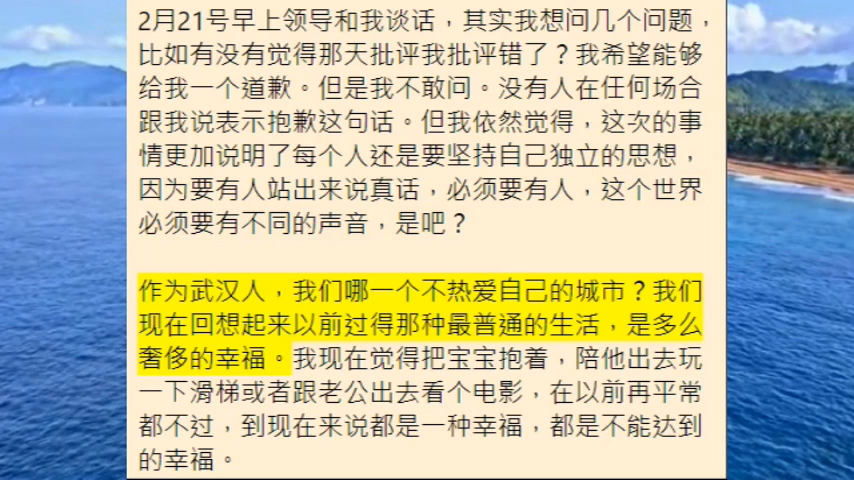 2月21号早上领导和我谈话，其实我想问几个问题，
比如有没有觉得那天批评我批评错了？我希望能够
给我一个道歉。但是我不敢问。没有人在任何场合
跟我说表示抱歉这句话。但我依然觉得，这次的事
情更加说明了每个人还是要坚持自己独立的思想，
因为要有人站出来说真话，必须要有人，这个世界
必须要有不同的声音，是吧？
作为武汉人，我们哪一个不热爱自己的城市？我们
现在回想起来以前过得那种最普通的生活，是多么
奢侈的幸福。我现在觉得把宝宝抱着，陪他出去玩
一下滑梯或者跟老公出去看个电影，在以前再平常
都不过，到现在来说都是一种幸福，都是不能达到
的幸福。